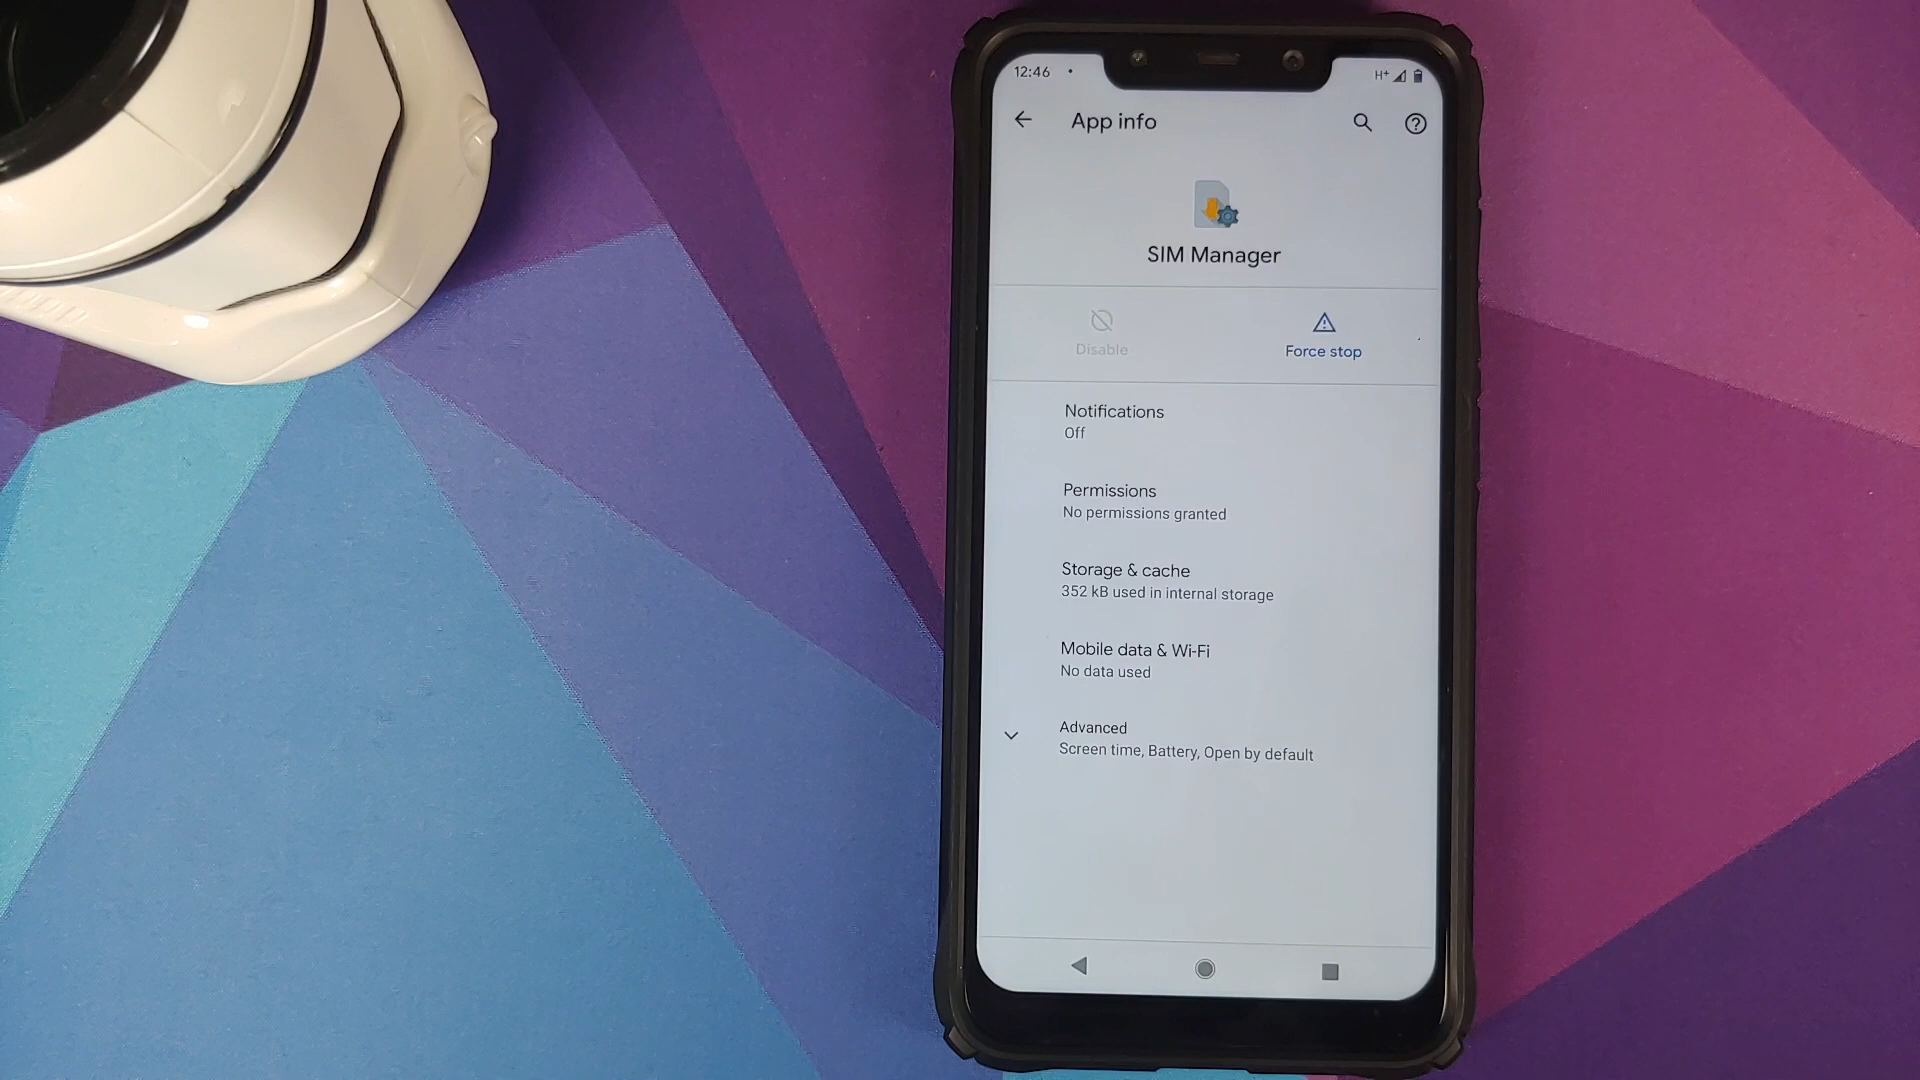 12:46
H+
App info
SIM Manager
Disable
Force stop
Notifications
Off
Permissions
No permissions granted
Storage & cache
352 kB used in internal storage
Mobile data & Wi-Fi
No data used
Advanced
Screen time, Battery, Open by default